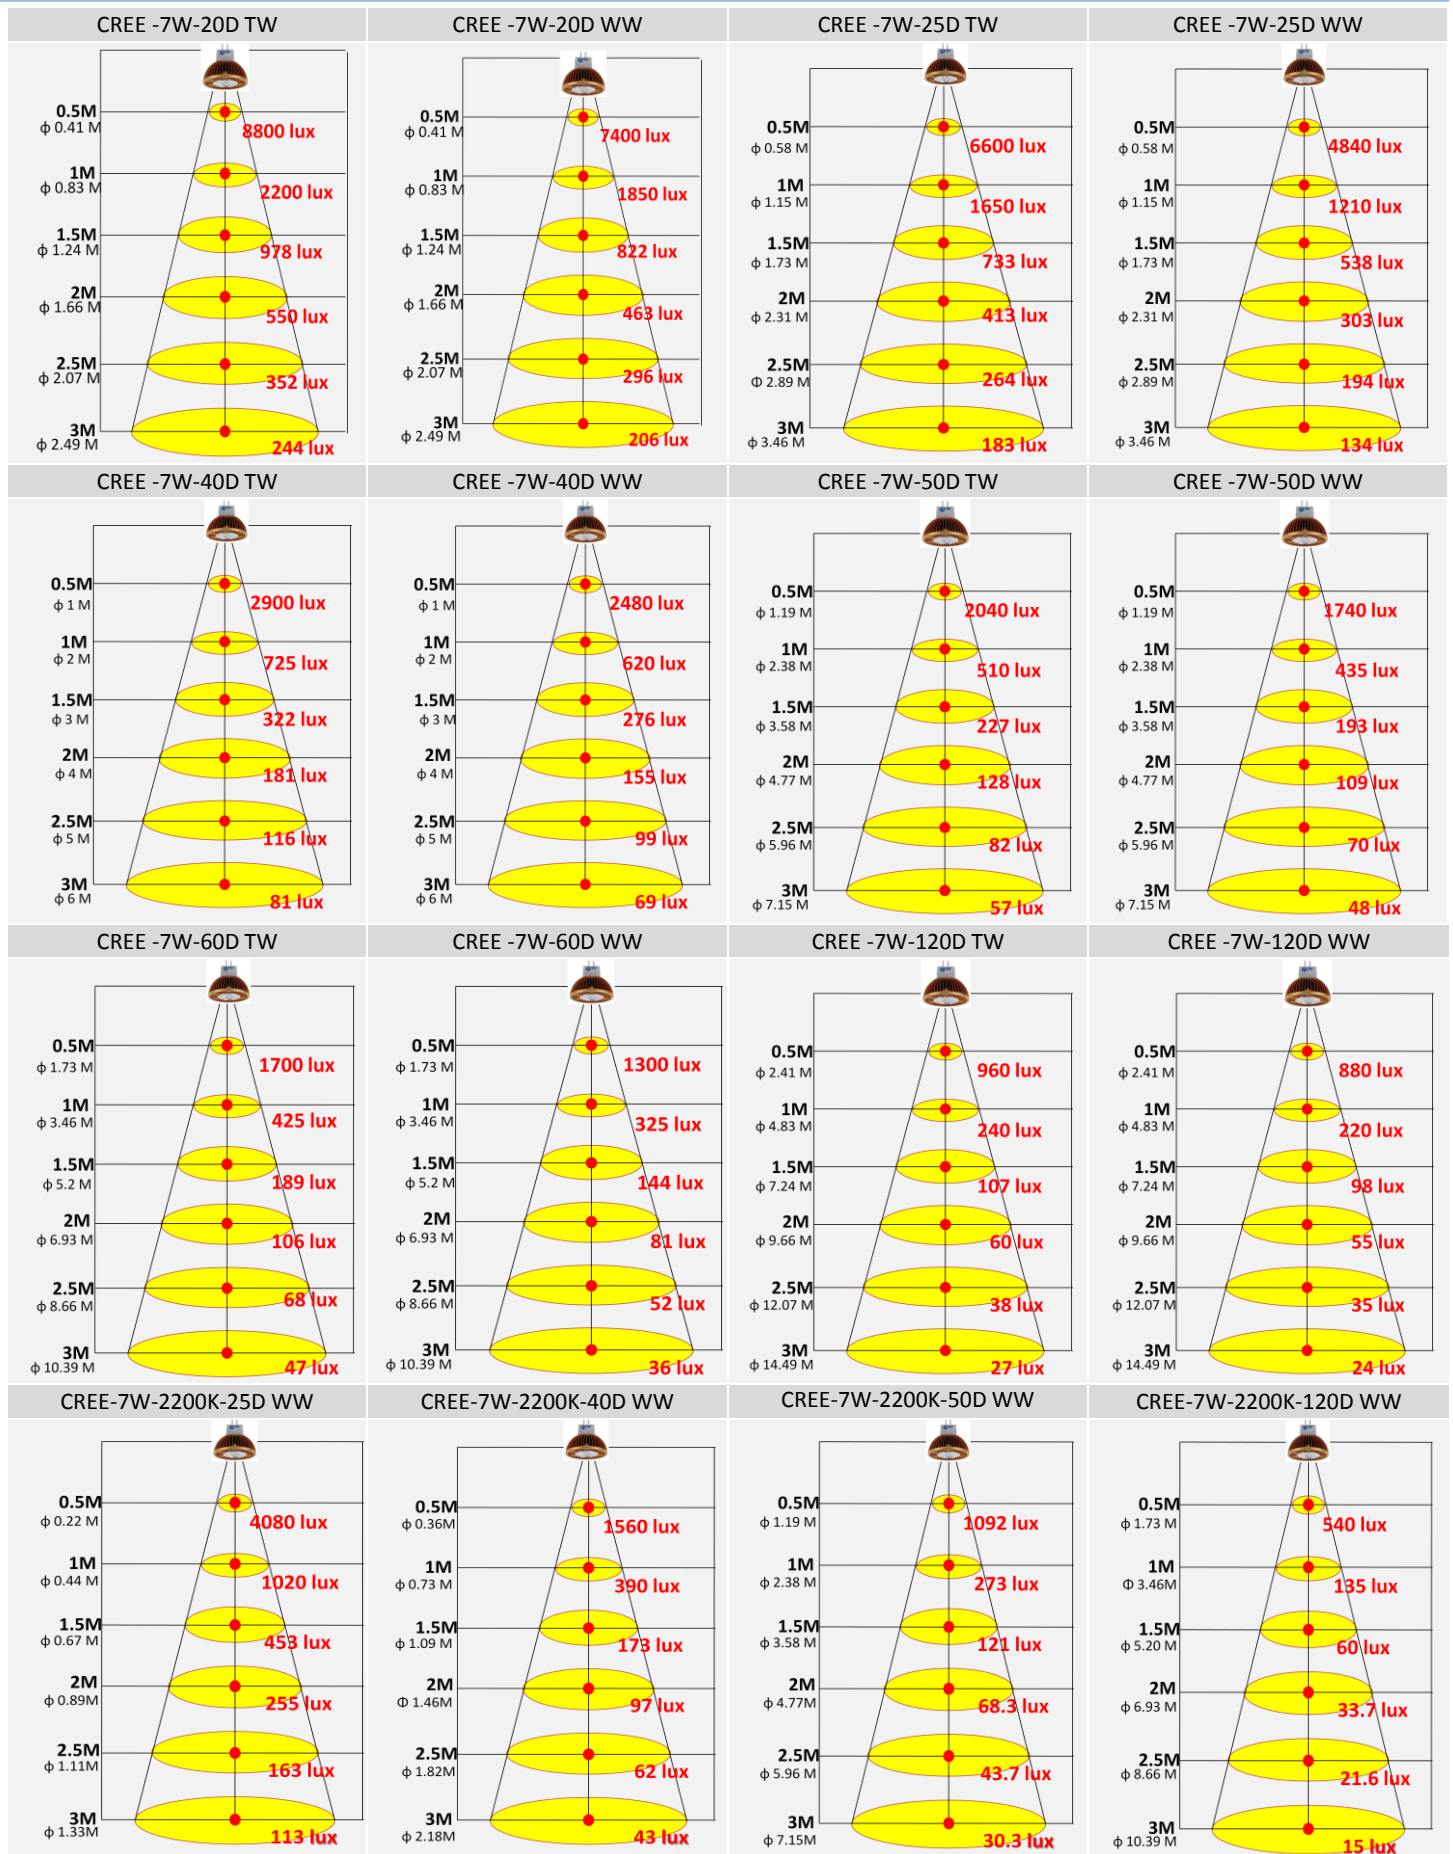 CREE -7W-20D TW
0.5M
ϕ 0.41 M
8800 lux
1M
ϕ 0.83 M
2200 lux
1.5M
ϕ 1.24 M
978 lux
2M
ϕ 1.66 M
550 lux
2.5M
ϕ 2.07 M
352 lux
3M
ϕ 2.49 M
244 lux
CREE -7W-20D WW
0.5M
ϕ 0.41 M
7400 lux
1M
ϕ 0.83 M
1850 lux
1.5M
ϕ 1.24 M
822 lux
2M
ϕ 1.66 M
463 lux
2.5M
ϕ 2.07 M
296 lux
3M
ϕ 2.49 M
206 lux
CREE -7W-25D TW
0.5M
ϕ 0.58 M
6600 lux
1M
ϕ 1.15 M
1650 lux
1.5M
ϕ 1.73 M
733 lux
2M
ϕ 2.31 M
413 lux
2.5M
Φ 2.89 M
264 lux
3M
ϕ 3.46 M
183 lux
CREE -7W-25D WW
0.5M
ϕ 0.58 M
4840 lux
1M
ϕ 1.15 M
1210 lux
1.5M
ϕ 1.73 M
538 lux
2M
ϕ 2.31 M
303 lux
2.5M
ϕ 2.89 M
194 lux
3M
ϕ 3.46 M
134 lux
CREE -7W-40D TW
0.5M
ϕ 1 M
2900 lux
1M
ϕ 2 M
725 lux
1.5M
ϕ 3 M
322 lux
2M
ϕ 4 M
181 lux
2.5M
ϕ 5 M
116 lux
3M
ϕ 6 M
81 lux
CREE -7W-40D WW
0.5M
ϕ 1 M
2480 lux
1M
ϕ 2 M
620 lux
1.5M
ϕ 3 M
276 lux
2M
ϕ 4 M
155 lux
2.5M
ϕ 5 M
99 lux
3M
ϕ 6 M
69 lux
CREE -7W-50D TW
0.5M
ϕ 1.19 M
2040 lux
1M
ϕ 2.38 M
510 lux
1.5M
ϕ 3.58 M
227 lux
2M
ϕ 4.77 M
128 lux
2.5M
ϕ 5.96 M
82 lux
3M
ϕ 7.15 M
57 lux
CREE -7W-50D WW
0.5M
ϕ 1.19 M
1740 lux
1M
ϕ 2.38 M
435 lux
1.5M
ϕ 3.58 M
193 lux
2M
ϕ 4.77 M
109 lux
2.5M
ϕ 5.96 M
70 lux
3M
ϕ 7.15 M
48 lux
CREE -7W-60D TW
0.5M
ϕ 1.73 M
1700 lux
1M
ϕ 3.46 M
425 lux
1.5M
ϕ 5.2 M
189 lux
2M
ϕ 6.93 M
106 lux
2.5M
ϕ 8.66 M
68 lux
3M
ϕ 10.39 M
47 lux
CREE -7W-60D WW
0.5M
ϕ 1.73 M
1300 lux
1M
ϕ 3.46 M
325 lux
1.5M
ϕ 5.2 M
144 lux
2M
ϕ 6.93 M
81 lux
2.5M
ϕ 8.66 M
52 lux
3M
ϕ 10.39 M
36 lux
CREE -7W-120D TW
0.5M
ϕ 2.41 M
960 lux
1M
ϕ 4.83 M
240 lux
1.5M
ϕ 7.24 M
107 lux
2M
ϕ 9.66 M
60 lux
2.5M
ϕ 12.07 M
38 lux
3M
ϕ 14.49 M
27 lux
CREE -7W-120D WW
0.5M
ϕ 2.41 M
880 lux
1M
ϕ 4.83 M
220 lux
1.5M
ϕ 7.24 M
98 lux
2M
ϕ 9.66 M
55 lux
2.5M
ϕ 12.07 M
35 lux
3M
ϕ 14.49 M
24 lux
CREE-7W-2200K-25D WW
0.5M
ϕ 0.22 M
4080 lux
1M
ϕ 0.44 M
1020 lux
1.5M
ϕ 0.67 M
453 lux
2M
ϕ 0.89M
255 lux
2.5M
ϕ 1.11M
163 lux
3M
ϕ 1.33M
113 lux
CREE-7W-2200K-40D WW
0.5M
ϕ 0.36M
1560 lux
1M
ϕ 0.73 M
390 lux
1.5M
ϕ 1.09 M
173 lux
2M
Φ 1.46M
97 lux
2.5M
ϕ 1.82M
62 lux
3M
ϕ 2.18M
43 lux
CREE-7W-2200K-50D WW
0.5M
ϕ 1.19 M
1092 lux
1M
ϕ 2.38 M
273 lux
1.5M
ϕ 3.58 M
121 lux
2M
ϕ 4.77M
68.3 lux
2.5M
ϕ 5.96 M
43.7 lux
3M
ϕ 7.15M
30.3 lux
CREE-7W-2200K-120D WW
0.5M
ϕ 1.73 M
540 lux
1M
Φ 3.46M
135 lux
1.5M
ϕ 5.20 M
60 lux
2M
ϕ 6.93 M
33.7 lux
2.5M
ϕ 8.66 M
21.6 lux
3M
ϕ 10.39 M
15 lux